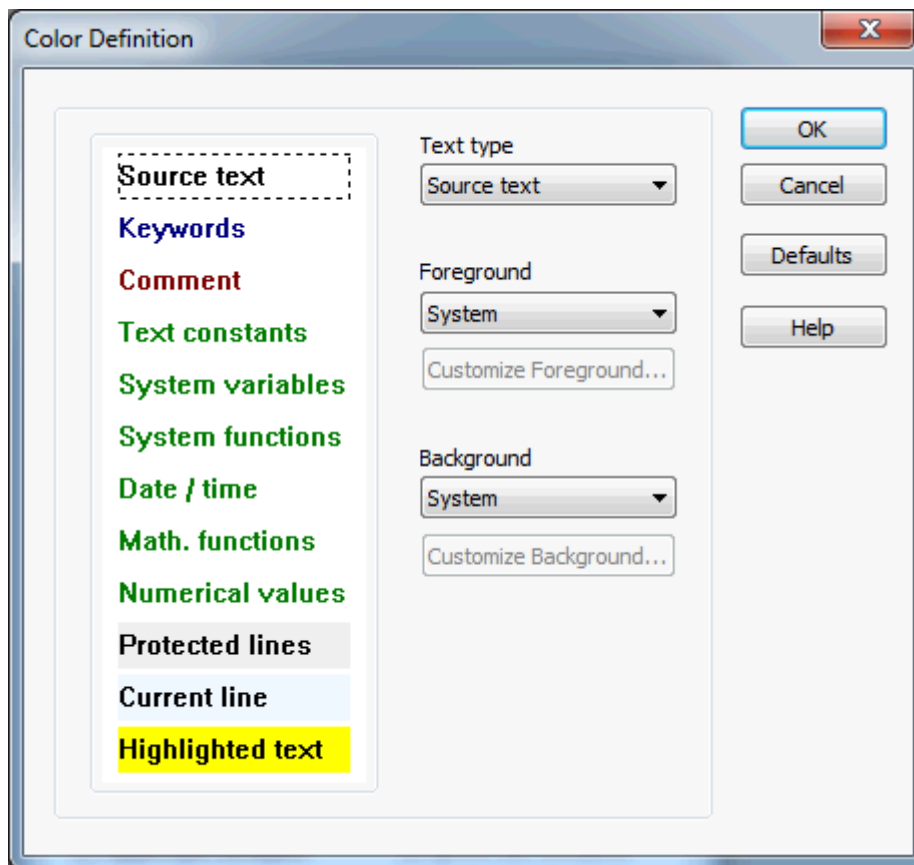 Color Definition
Source text
Keywords
Comment
Text constants
System variables
System functions
Date / time
Math. functions
Numerical values
Protected lines
Current line
Highlighted text
Text type
Source text
Foreground
System
Customize Foreground...
Background
System
Customize Background...
OK
Cancel
Defaults
Help